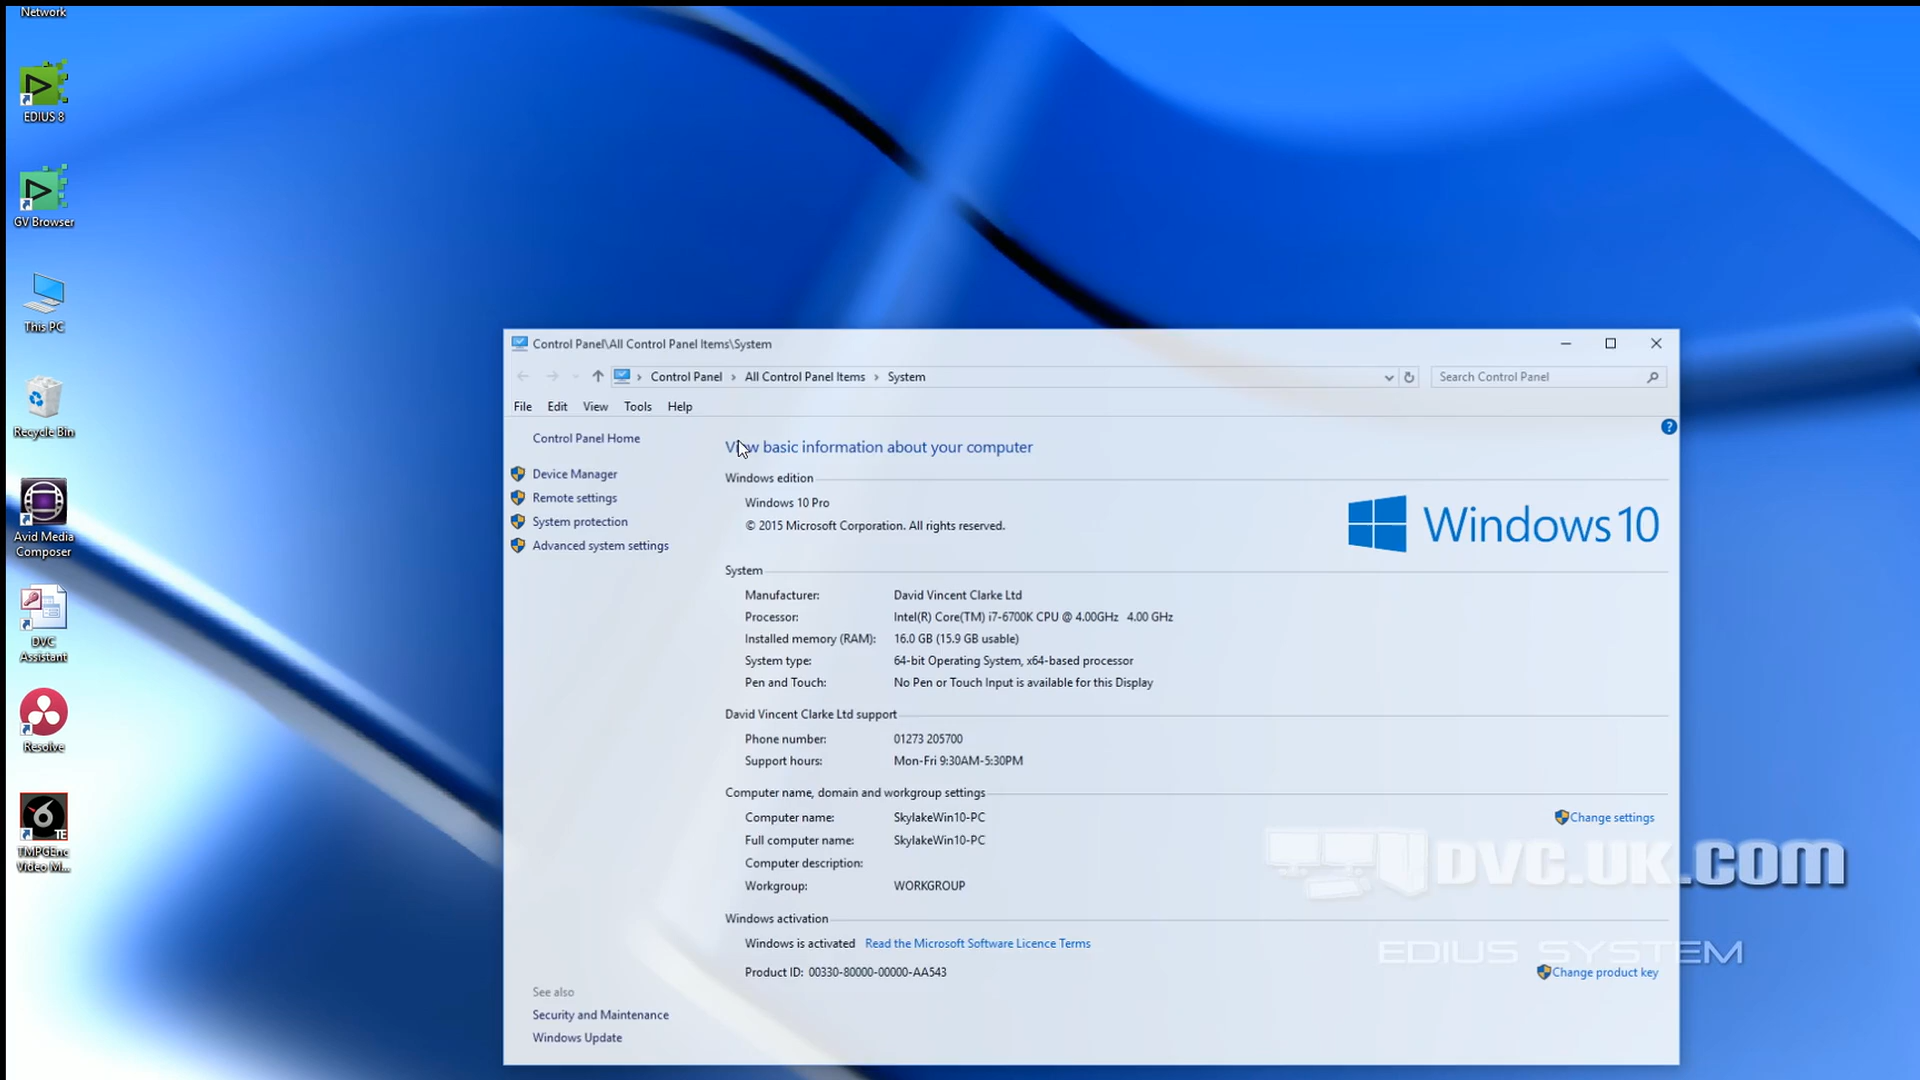 Network
EDIUS 8
GV Browser
This PC
Recycle Bin
Avid Media
Composer
DVC
Assistant
Resolve
TMPGEnc
Video M...
Control Panel\All Control Panel Items\System
Control Panel › All Control Panel Items › System
Search Control Panel
File Edit View Tools Help
Control Panel Home
Device Manager
Remote settings
System protection
Advanced system settings
See also
Security and Maintenance
Windows Update
View basic information about your computer
Windows edition
Windows 10 Pro
© 2015 Microsoft Corporation. All rights reserved.
Windows 10
System
Manufacturer: David Vincent Clarke Ltd
Processor: Intel(R) Core(TM) i7-6700K CPU @ 4.00GHz 4.00 GHz
Installed memory (RAM): 16.0 GB (15.9 GB usable)
System type: 64-bit Operating System, x64-based processor
Pen and Touch: No Pen or Touch Input is available for this Display
David Vincent Clarke Ltd support
Phone number: 01273 205700
Support hours: Mon-Fri 9:30AM-5:30PM
Computer name, domain and workgroup settings
Computer name: SkylakeWin10-PC
Change settings
Full computer name: SkylakeWin10-PC
Computer description:
Workgroup: WORKGROUP
Windows activation
Windows is activated Read the Microsoft Software Licence Terms
Product ID: 00330-80000-00000-AA543
Change product key
DVC.UK.COM
EDIUS SYSTEM